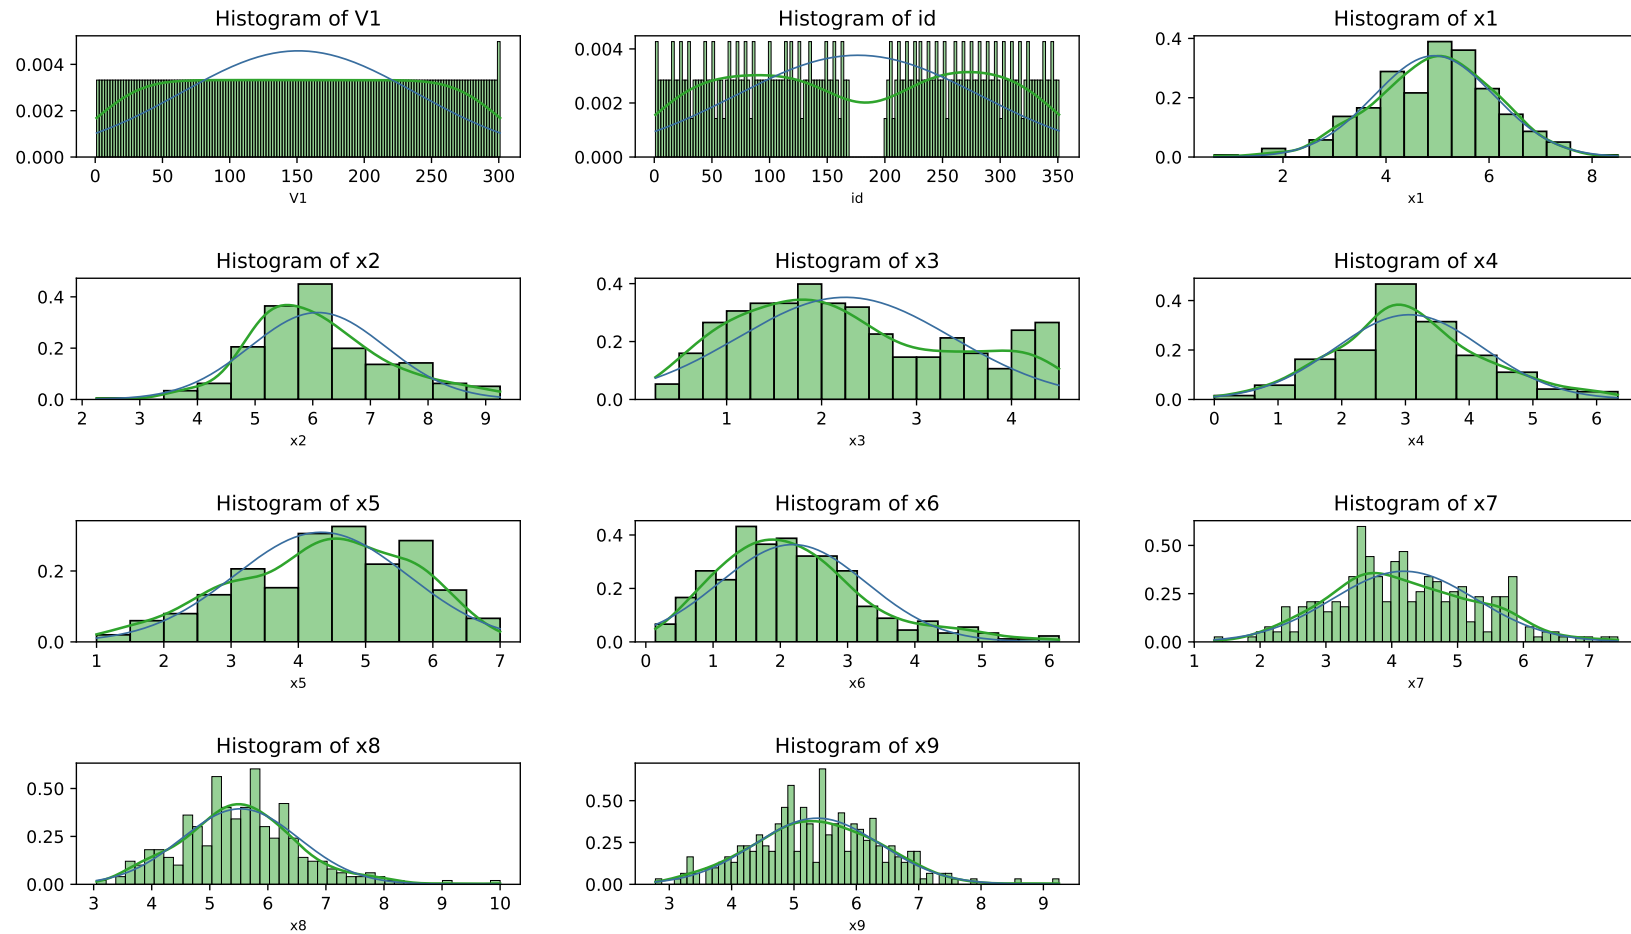 Histogram of V1
0.004
0.002
0.000
0 50 100 150 200 250 300
V1
Histogram of id
0.004
0.002
0.000
0 50 100 150 200 250 300 350
id
Histogram of x1
0.4
0.2
0.0
2 4 6 8
x1
Histogram of x2
0.4
0.2
0.0
2 3 4 5 6 7 8 9
x2
Histogram of x3
0.4
0.2
0.0
1 2 3 4
x3
Histogram of x4
0.4
0.2
0.0
0 1 2 3 4 5 6
x4
Histogram of x5
0.2
0.0
1 2 3 4 5 6 7
x5
Histogram of x6
0.4
0.2
0.0
0 1 2 3 4 5 6
x6
Histogram of x7
0.50
0.25
0.00
1 2 3 4 5 6 7
x7
Histogram of x8
0.50
0.25
0.00
3 4 5 6 7 8 9 10
x8
Histogram of x9
0.50
0.25
0.00
3 4 5 6 7 8 9
x9